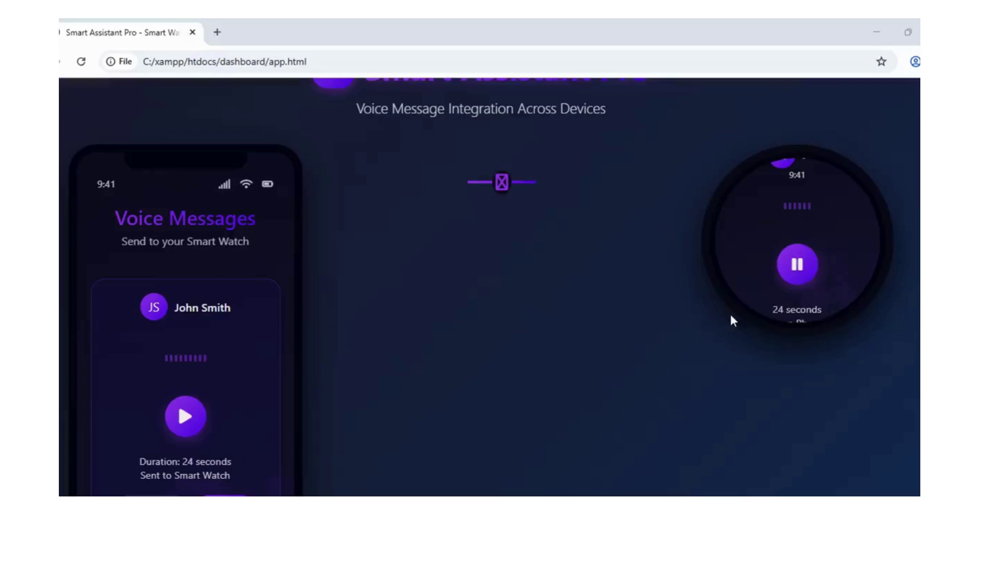 Smart Assistant Pro - Smart Wa
File
C:/xampp/htdocs/dashboard/app.html
Voice Message Integration Across Devices
9:41
Voice Messages
Send to your Smart Watch
JS
John Smith
Duration: 24 seconds
Sent to Smart Watch
9:41
24 seconds